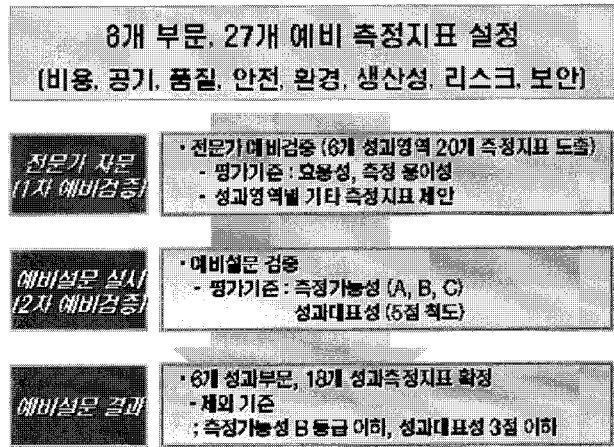 8개 부문, 27개 예비 측정지표 설정
(비용, 공기, 품질, 안전, 환경, 생산성, 리스크, 보안)
전문가 자문
(1차 예비검증)
· 전문가 예비검증 (6개 성과영역 20개 측정지표 도출)
- 평가기준 : 효용성, 측정 용이성
- 성과영역별 기타 측정지표 제안
예비설문 실시
(2차 예비검증)
· 예비설문 검증
- 평가기준 : 측정가능성 (A, B, C)
성과대표성 (5점 척도)
예비설문 결과
· 6개 성과부문, 18개 성과측정지표 확정
- 제외 기준
; 측정가능성 B 등급 이하, 성과대표성 3점 이하